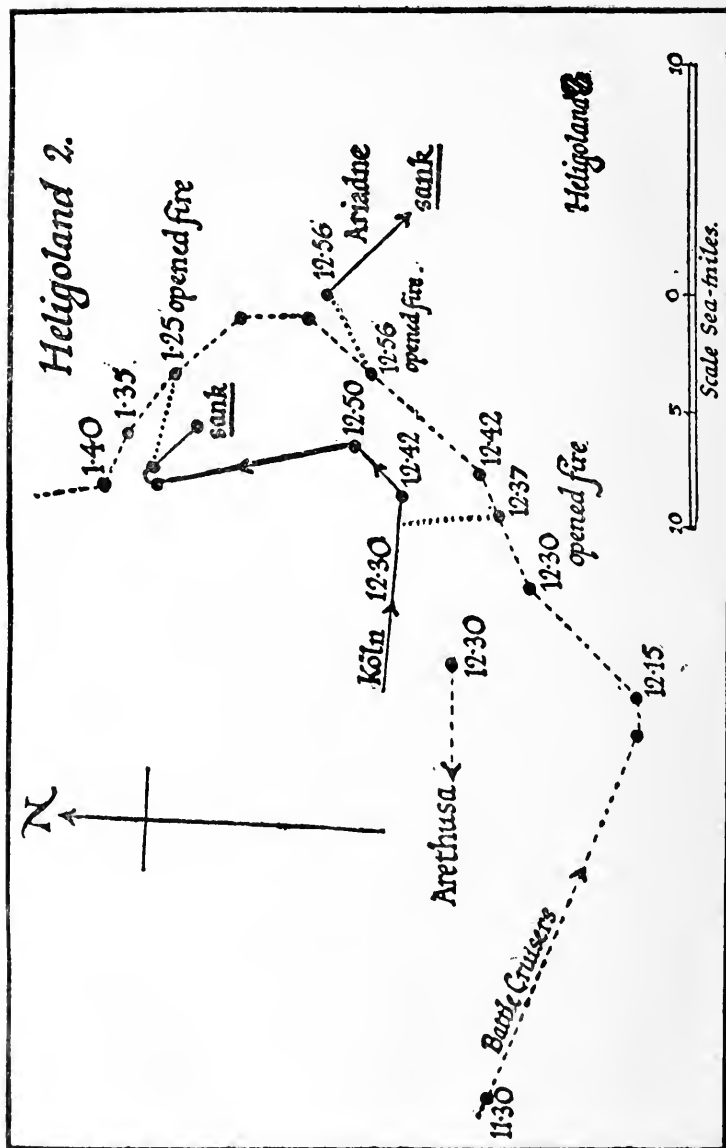 Heligoland 2.
N
1·40
1·35.
1·25 opened fire
sank
12·56
Ariadne
sank
12·50
12·56
opened fire.
Köln
12·30
12·42
Arethusa
12·30
12·42
12·37
12·30
opened fire
Heligoland
11·30
Battle Cruisers
12·15
10
5
0
10
Scale Sea-miles.